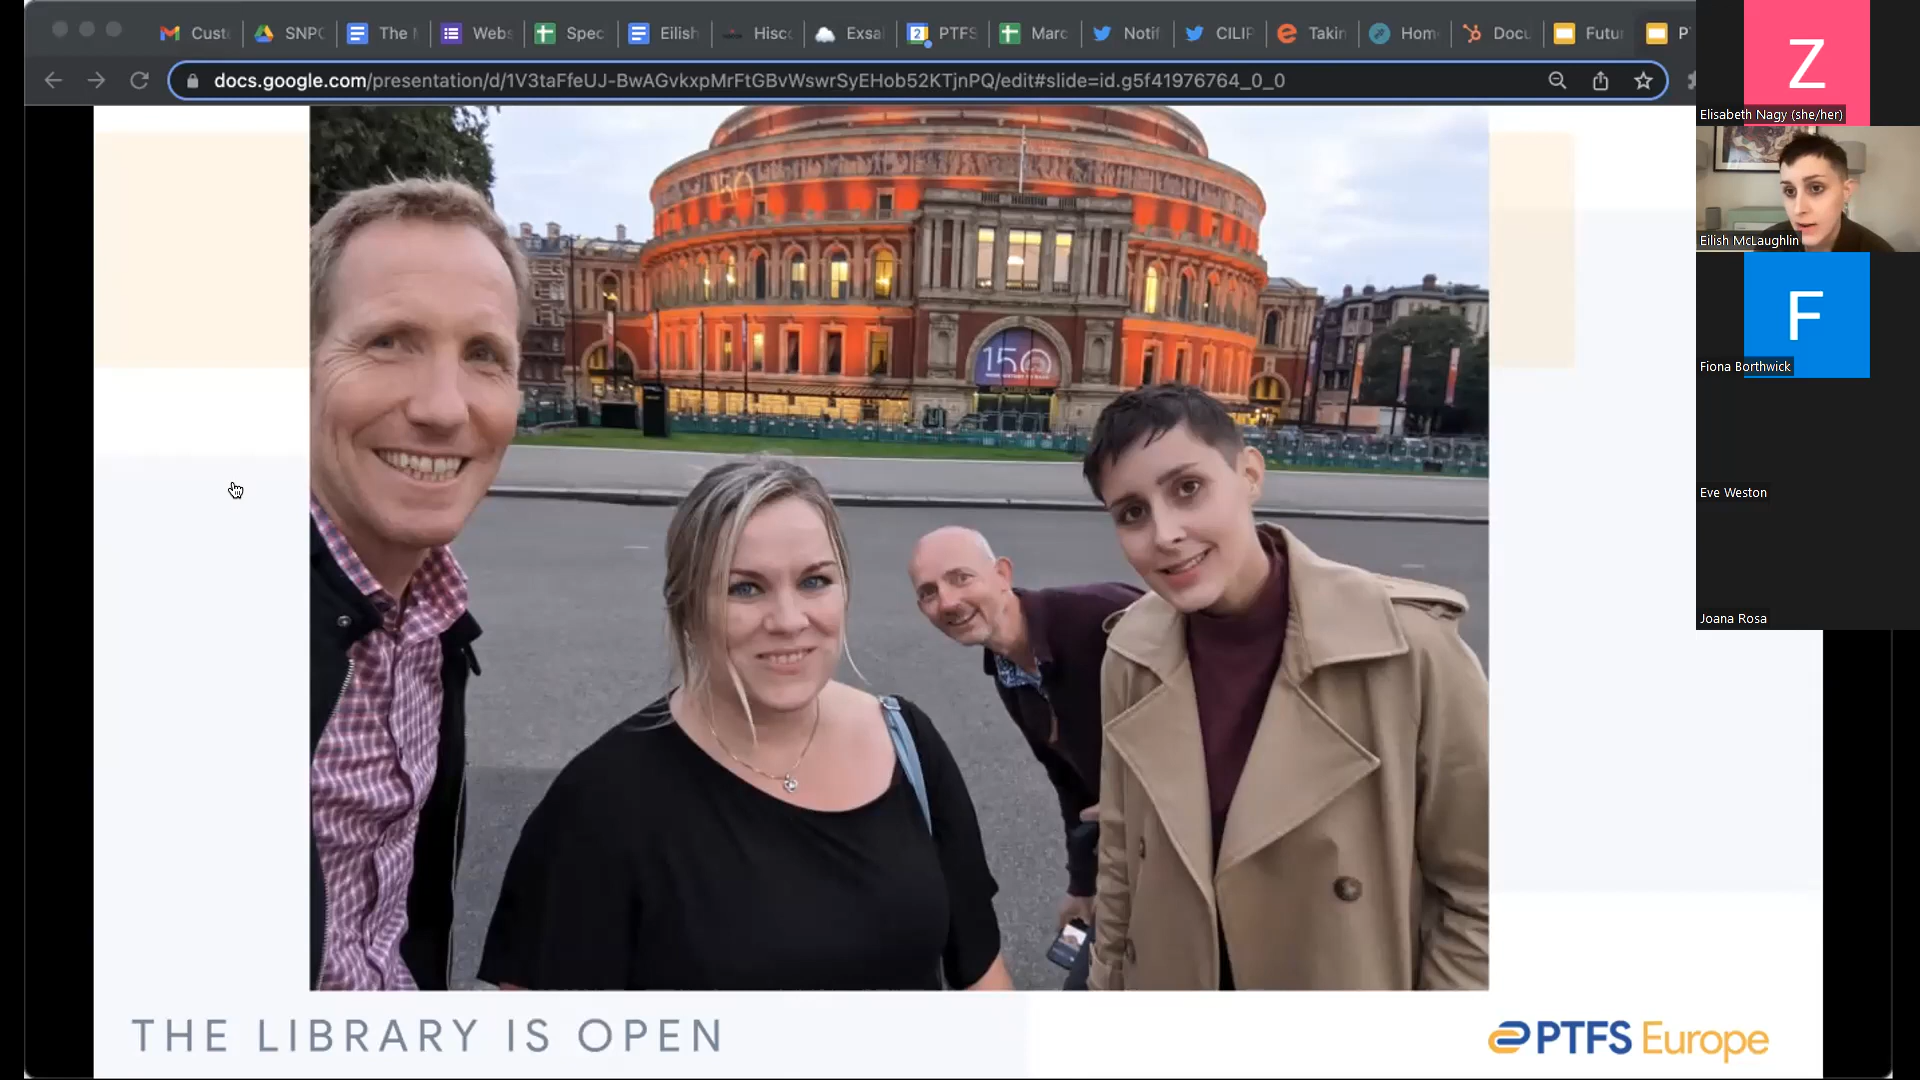 Cust
SNPC
The
Webs
Spec
Eilish
Hisc
Exsa
2
PTFS
Marc
Notif
CILIP
e
Takin
Hom
Docu
Futur
P
docs.google.com/presentation/d/1V3taFfeUJ-BwAGvkxpMrFtGBvWswrSyEHob52KTjnPQ/edit#slide=id.g5f41976764_0_0
Z
Elisabeth Nagy (she/her)
Eilish McLaughlin
F
Fiona Borthwick
Eve Weston
Joana Rosa
150
150
THE LIBRARY IS OPEN
PTFS Europe